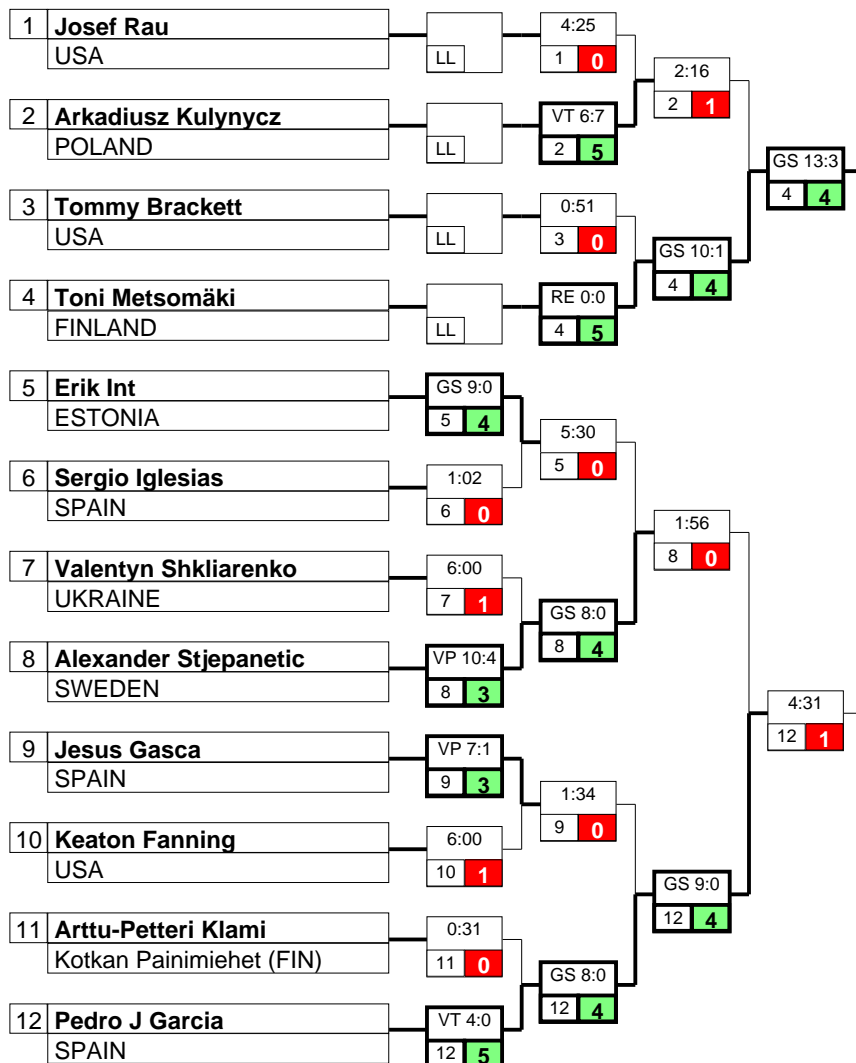 1 Josef Rau
USA
LL
4:25
1 0
2 Arkadiusz Kulynycz
POLAND
LL
VT 6:7
2 5
2:16
2 1
3 Tommy Brackett
USA
LL
0:51
3 0
GS 13:3
4 4
4 Toni Metsomäki
FINLAND
LL
RE 0:0
4 5
GS 10:1
4 4
5 Erik Int
ESTONIA
GS 9:0
5 4
6 Sergio Iglesias
SPAIN
1:02
6 0
5:30
5 0
7 Valentyn Shkliarenko
UKRAINE
6:00
7 1
1:56
8 0
8 Alexander Stjepanetic
SWEDEN
VP 10:4
8 3
GS 8:0
8 4
4:31
12 1
9 Jesus Gasca
SPAIN
VP 7:1
9 3
10 Keaton Fanning
USA
6:00
10 1
1:34
9 0
11 Arttu-Petteri Klami
Kotkan Painimiehet (FIN)
0:31
11 0
GS 9:0
12 4
12 Pedro J Garcia
SPAIN
VT 4:0
12 5
GS 8:0
12 4